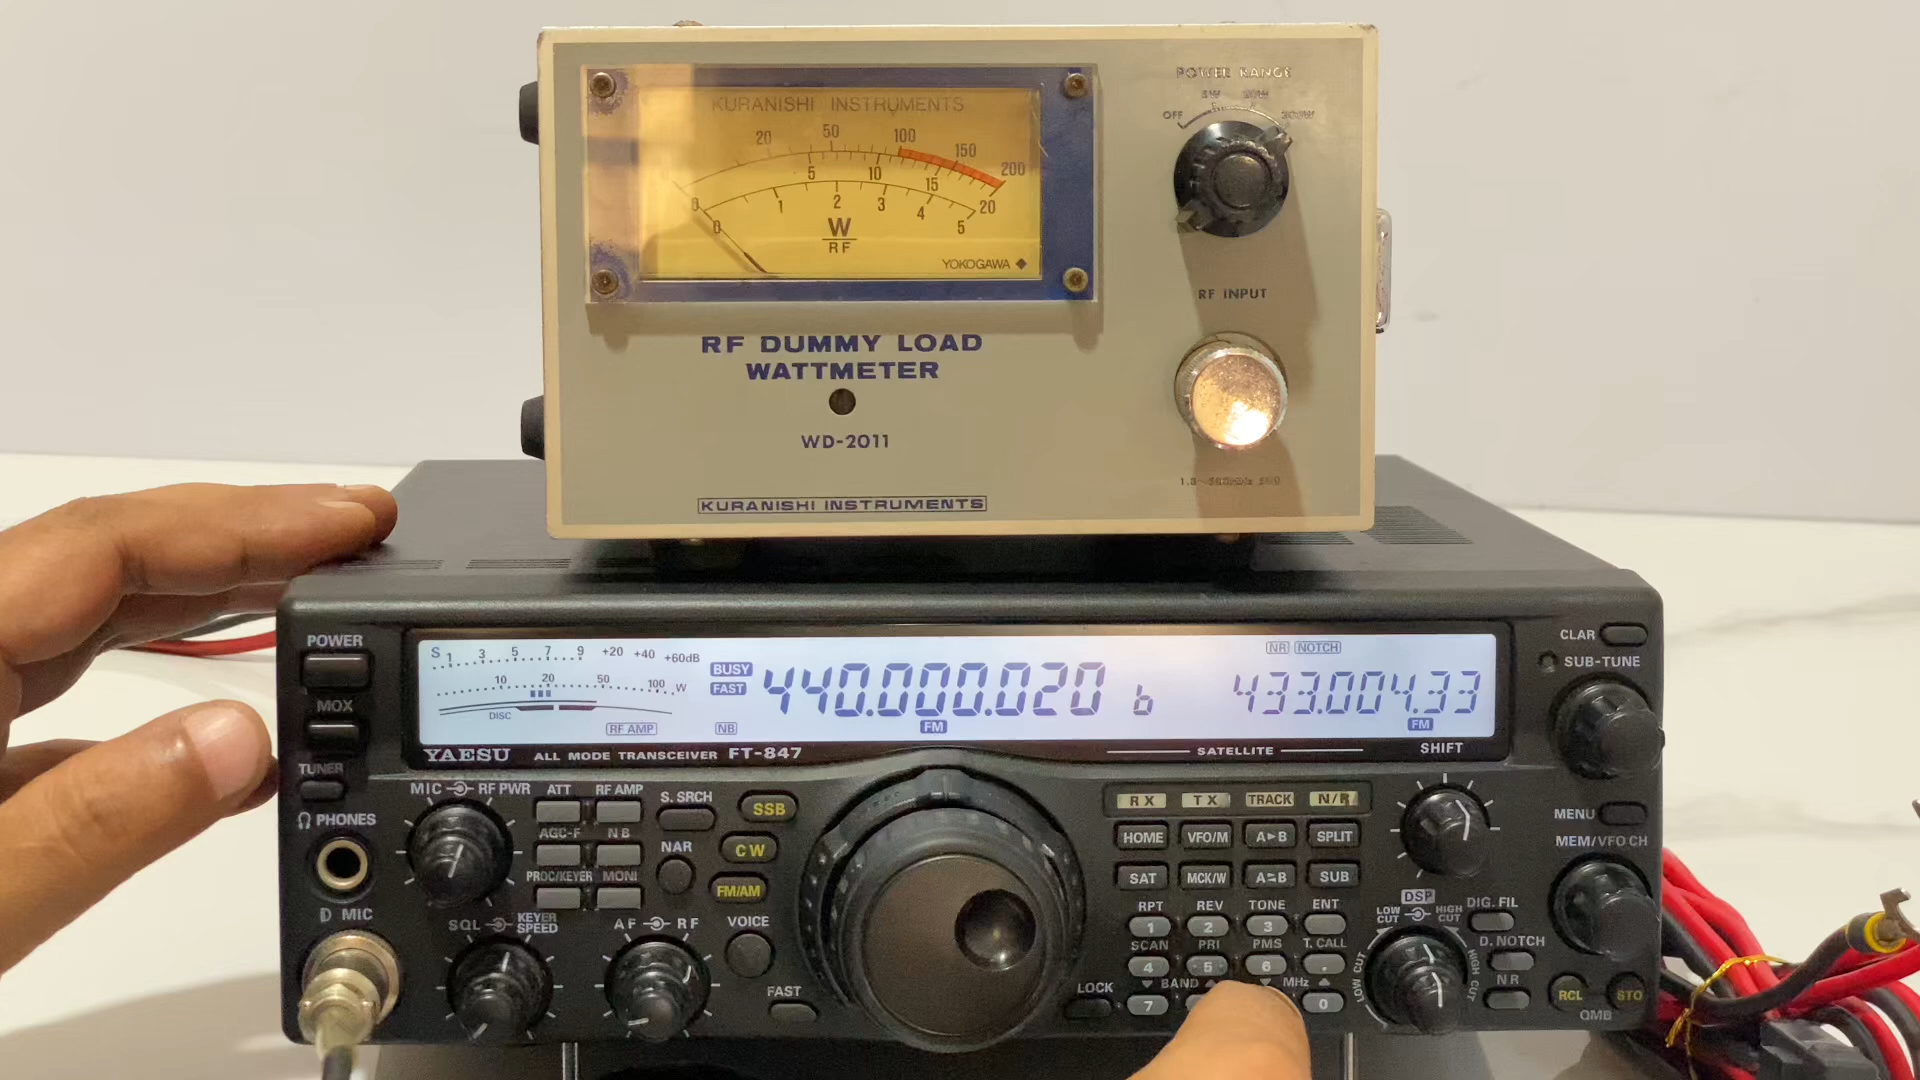 KURANISHI INSTRUMENTS
20 50 100 150 200
5 10 15 20
0 1 2 3 4 5
0
W
RF
YOKOGAWA
POWER RANGE
OFF 5W 20W 200W
RF INPUT
RF DUMMY LOAD
WATTMETER
WD-2011
KURANISHI INSTRUMENTS
POWER
MOX
TUNER
PHONES
MIC
S 1 3 5 7 9 +20 +40 +60dB
10 20 50 100 W
DISC
RF AMP
BUSY
FAST
NB
440.000.020
FM
b
NR NOTCH
433.004.33
FM
YAESU ALL MODE TRANSCEIVER FT-847
SATELLITE
SHIFT
CLAR
SUB-TUNE
MENU
MEM/VFO CH
MIC RF PWR
ATT RF AMP
AGC-F NB
PROC/KEYER MONI
S. SRCH
NAR
SSB
CW
FM/AM
SQL KEYER SPEED
AF RF
VOICE
FAST
LOCK
RX TX TRACK N/R
HOME VFO/M A►B SPLIT
SAT MCK/W A⇆B SUB
RPT REV TONE ENT
1 2 3
SCAN PRI PMS T. CALL
4 5 6 .
▼ BAND ▲ ▼ MHz ▲
7 0
DSP
LOW CUT HIGH CUT
LOW CUT
HIGH CUT
DIG. FIL
D. NOTCH
NR
RCL STO
QMB